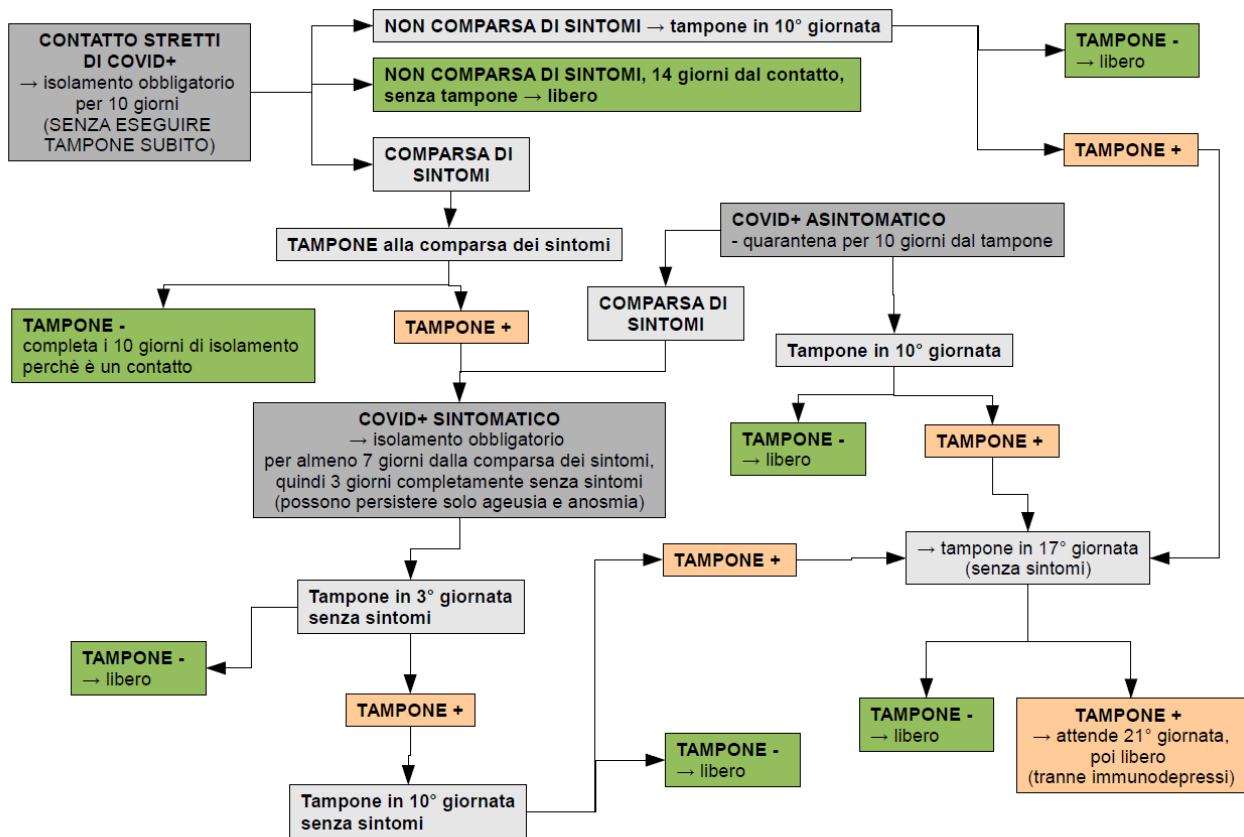 CONTATTO STRETTI
DI COVID+
→ isolamento obbligatorio
per 10 giorni
(SENZA ESEGUIRE
TAMPONE SUBITO)
NON COMPARSA DI SINTOMI → tampone in 10° giornata
TAMPONE -
→ libero
NON COMPARSA DI SINTOMI, 14 giorni dal contatto,
senza tampone → libero
TAMPONE +
COMPARSA DI
SINTOMI
TAMPONE alla comparsa dei sintomi
COVID+ ASINTOMATICO
- quarantena per 10 giorni dal tampone
TAMPONE -
completa i 10 giorni di isolamento
perchè è un contatto
TAMPONE +
COMPARSA DI
SINTOMI
Tampone in 10° giornata
COVID+ SINTOMATICO
→ isolamento obbligatorio
per almeno 7 giorni dalla comparsa dei sintomi,
quindi 3 giorni completamente senza sintomi
(possono persistere solo ageusia e anosmia)
TAMPONE -
→ libero
TAMPONE +
TAMPONE +
→ tampone in 17° giornata
(senza sintomi)
Tampone in 3° giornata
senza sintomi
TAMPONE -
→ libero
TAMPONE +
TAMPONE -
→ libero
TAMPONE +
→ attende 21° giornata,
poi libero
(tranne immunodepressi)
TAMPONE -
→ libero
Tampone in 10° giornata
senza sintomi